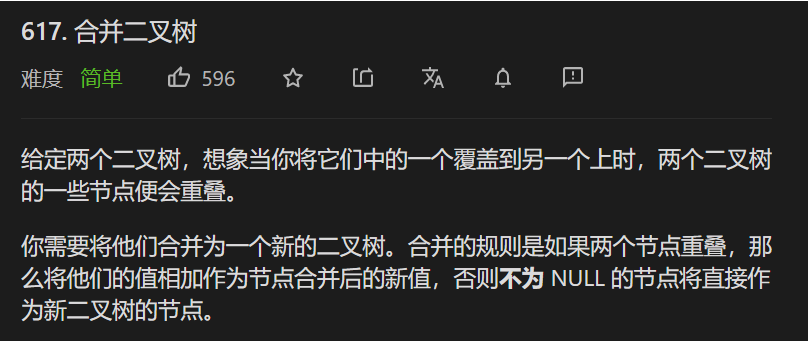 617. 合并二叉树
难度 简单 596
给定两个二叉树，想象当你将它们中的一个覆盖到另一个上时，两个二叉树
的一些节点便会重叠。
你需要将他们合并为一个新的二叉树。合并的规则是如果两个节点重叠，那
么将他们的值相加作为节点合并后的新值，否则不为 NULL 的节点将直接作
为新二叉树的节点。